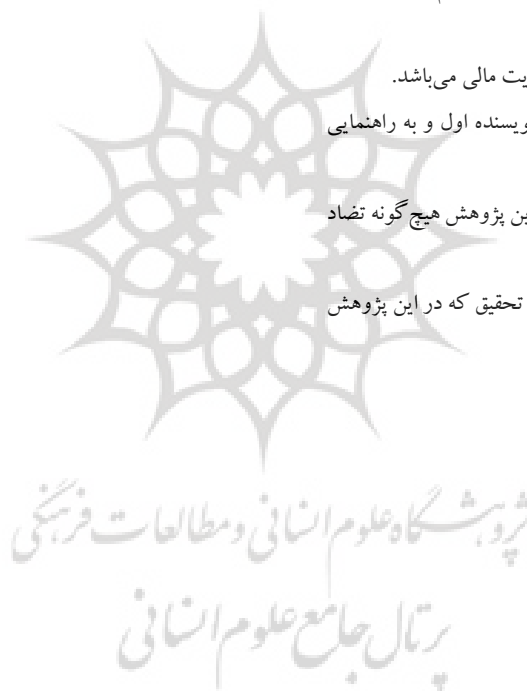 یت مالی می‌باشد.
ویسنده اول و به راهنمایی
ین پژوهش هیچ‌گونه تضاد
تحقیق که در این پژوهش
پژوهشگاه علوم انسانی و مطالعات فرهنگی
پرتال جامع علوم انسانی